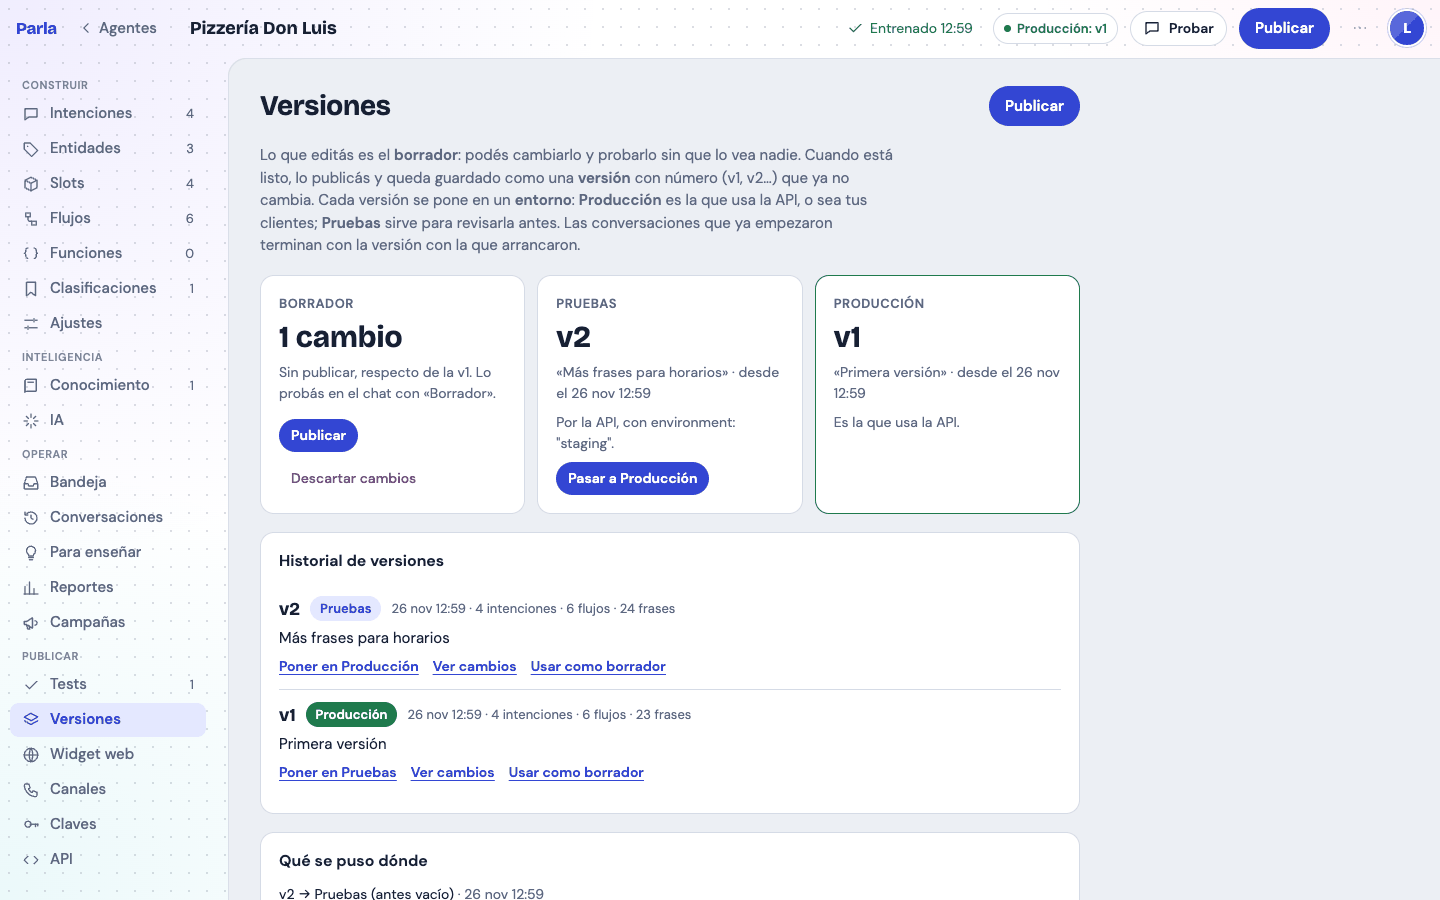 Parla
Agentes
Pizzería Don Luis
Entrenado 12:59
Producción: v1
Probar
Publicar
...
L
CONSTRUIR
Intenciones 4
Entidades 3
Slots 4
Flujos 6
Funciones 0
Clasificaciones 1
Ajustes
INTELIGENCIA
Conocimiento 1
IA
OPERAR
Bandeja
Conversaciones
Para enseñar
Reportes
Campañas
PUBLICAR
Tests 1
Versiones
Widget web
Canales
Claves
API
Versiones
Publicar
Lo que editás es el borrador: podés cambiarlo y probarlo sin que lo vea nadie. Cuando está
listo, lo publicás y queda guardado como una versión con número (v1, v2…) que ya no
cambia. Cada versión se pone en un entorno: Producción es la que usa la API, o sea tus
clientes; Pruebas sirve para revisarla antes. Las conversaciones que ya empezaron
terminan con la versión con la que arrancaron.
BORRADOR
1 cambio
Sin publicar, respecto de la v1. Lo
probás en el chat con «Borrador».
Publicar
Descartar cambios
PRUEBAS
v2
«Más frases para horarios» · desde
el 26 nov 12:59
Por la API, con environment:
"staging".
Pasar a Producción
PRODUCCIÓN
v1
«Primera versión» · desde el 26 nov
12:59
Es la que usa la API.
Historial de versiones
v2 Pruebas 26 nov 12:59 · 4 intenciones · 6 flujos · 24 frases
Más frases para horarios
Poner en Producción Ver cambios Usar como borrador
v1 Producción 26 nov 12:59 · 4 intenciones · 6 flujos · 23 frases
Primera versión
Poner en Pruebas Ver cambios Usar como borrador
Qué se puso dónde
v2 → Pruebas (antes vacío) · 26 nov 12:59